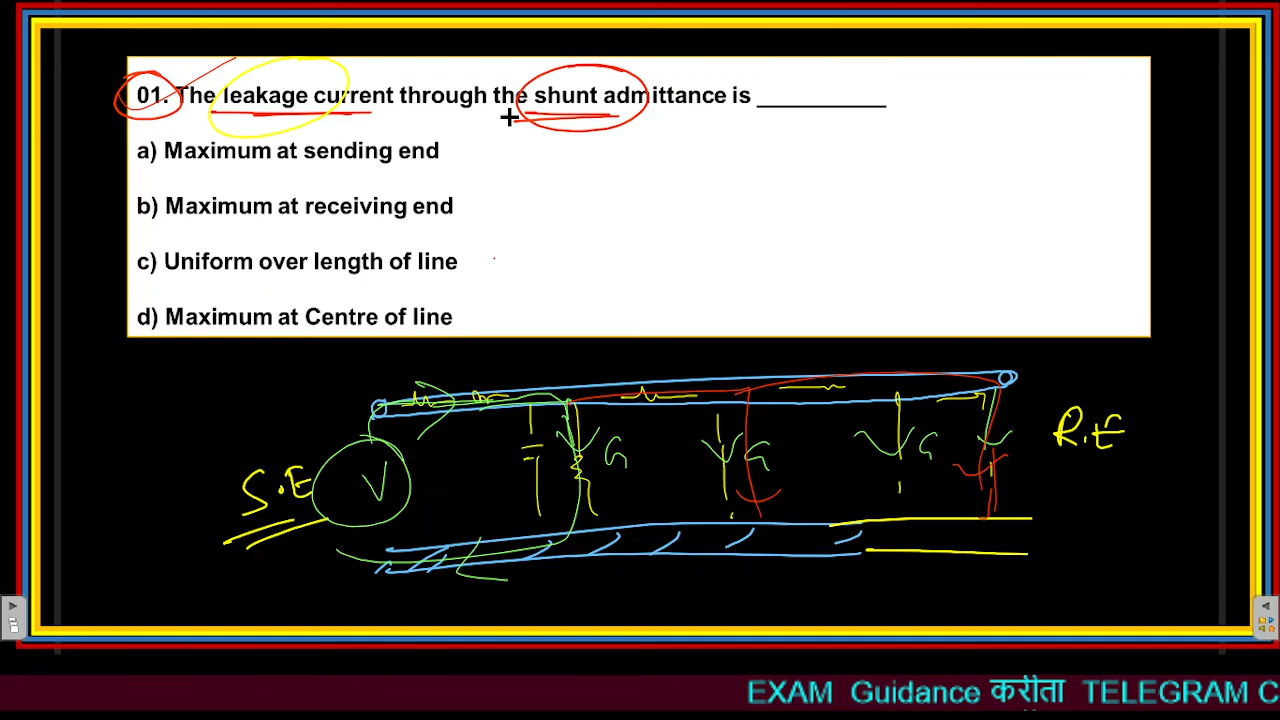 01. The leakage current through the shunt admittance is __________
a) Maximum at sending end
b) Maximum at receiving end
c) Uniform over length of line
d) Maximum at Centre of line
S.E
V
G
G
G
R.E
EXAM Guidance करीता TELEGRAM C